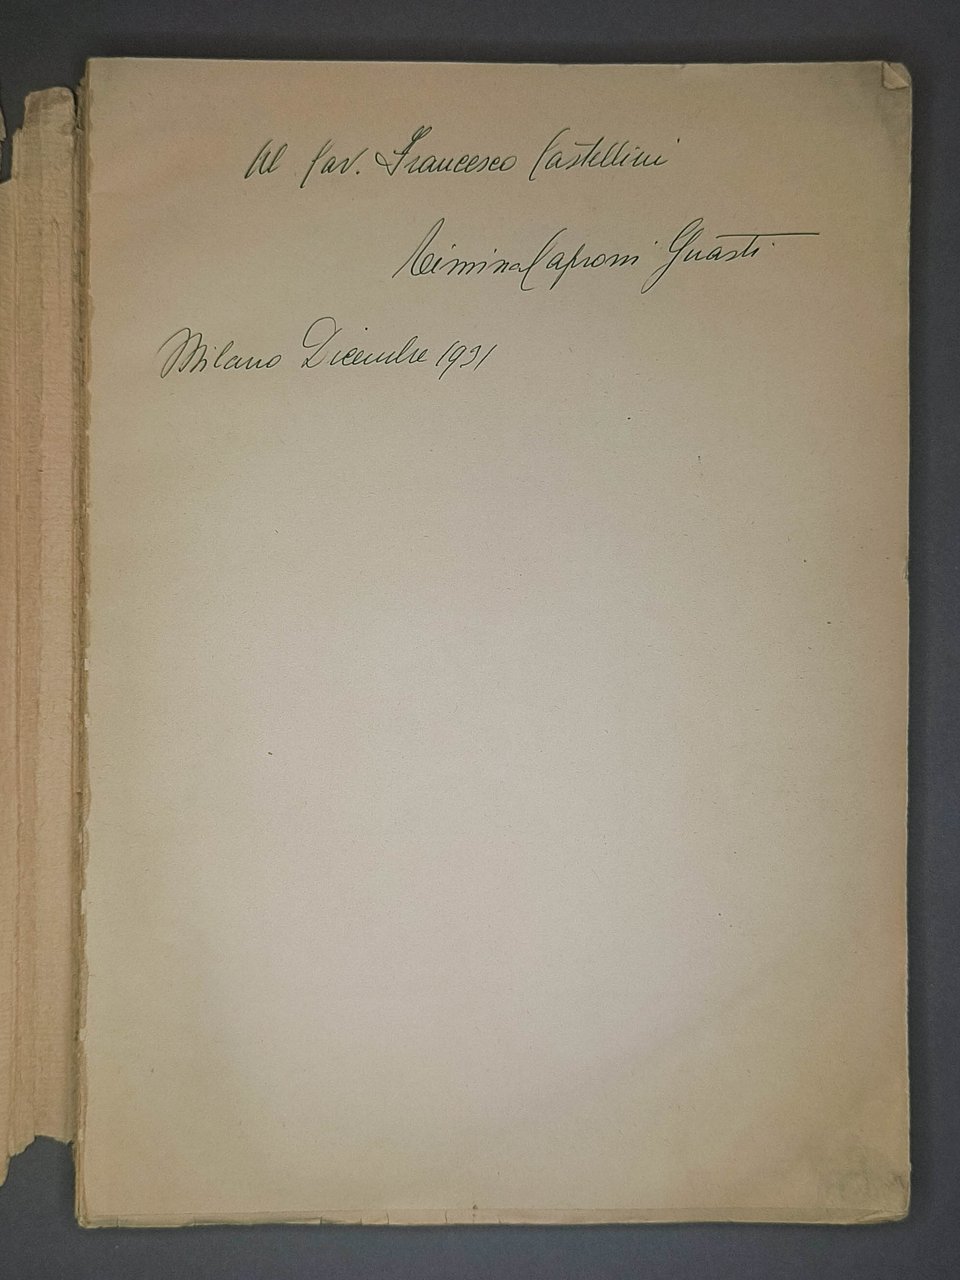 Al Cav. Francesco Castellini
Timina Caproni Guasti
Milano Dicembre 1931